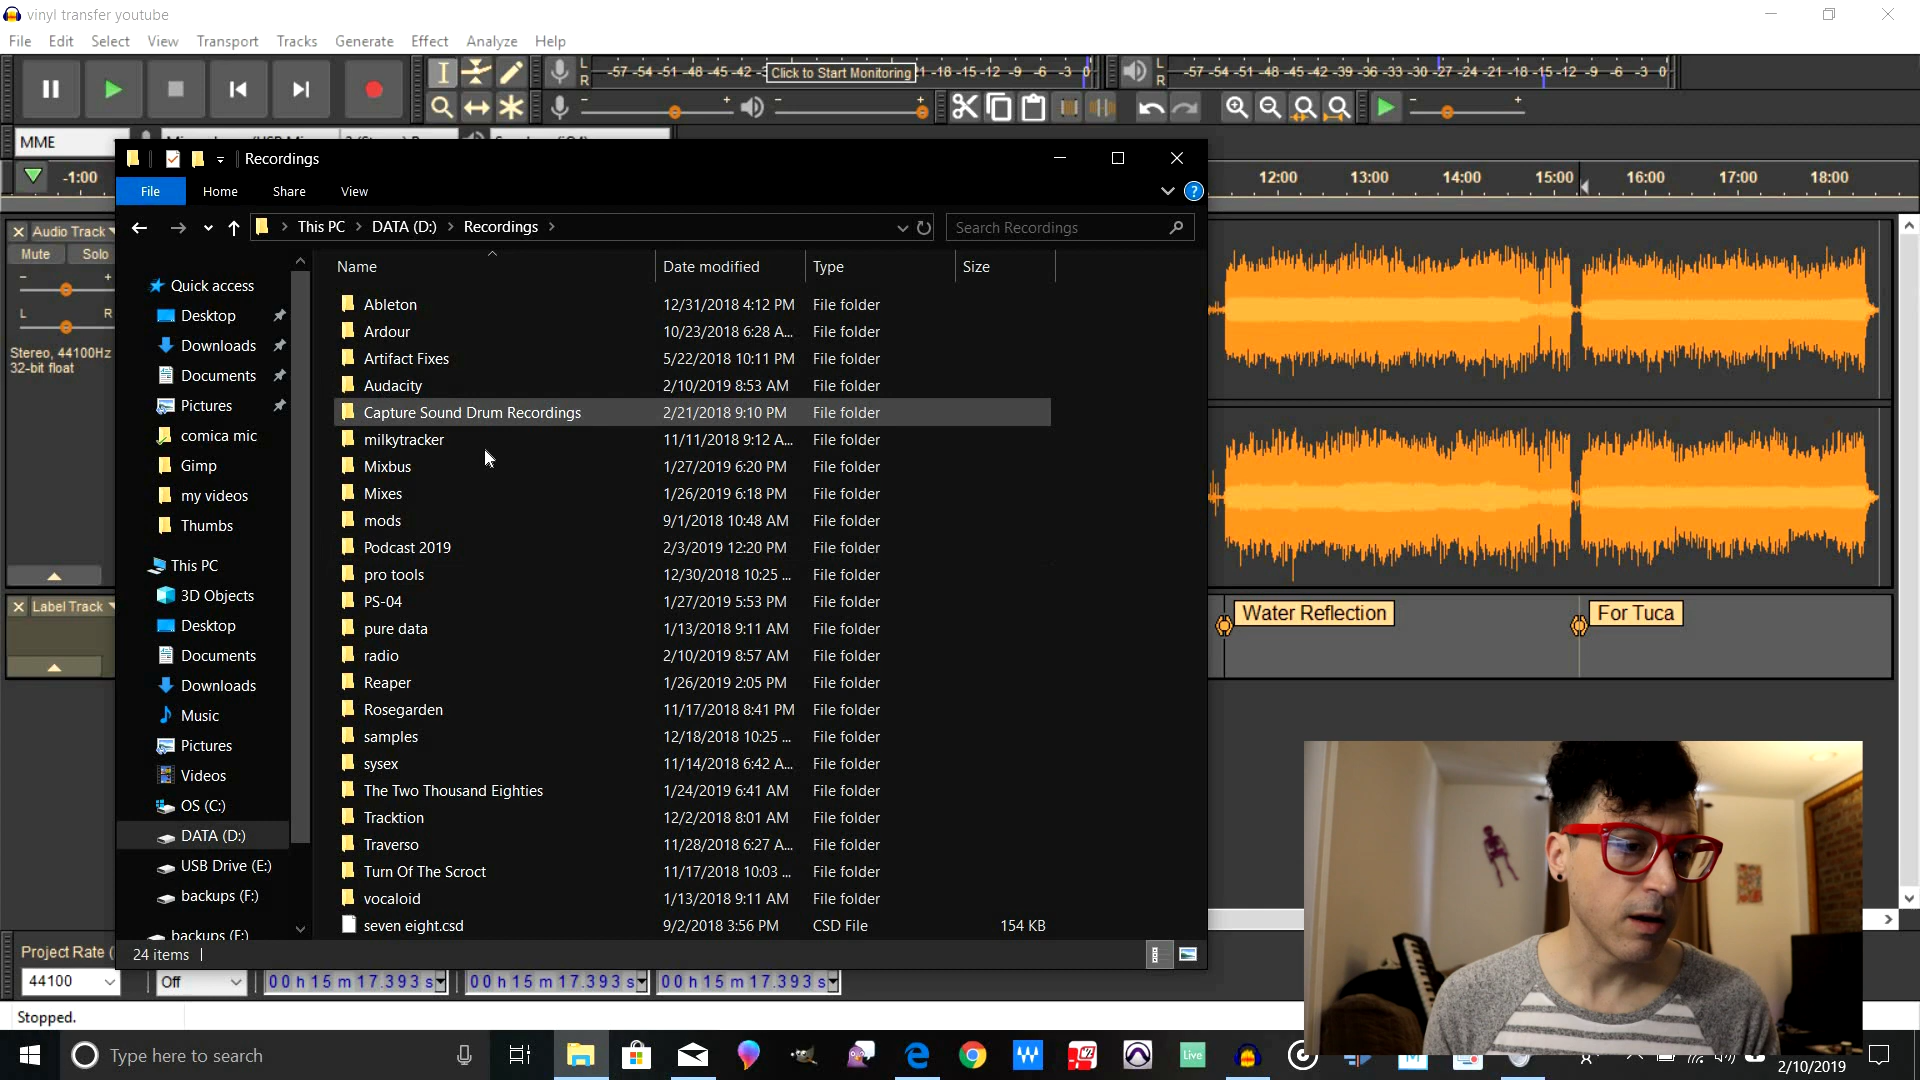 vinyl transfer youtube
File Edit Select View Transport Tracks Generate Effect Analyze Help
L R -57 -54 -51 -48 -45 -42 -3 Click to Start Monitoring 1 -18 -15 -12 -9 -6 -3 0
L R -57 -54 -51 -48 -45 -42 -39 -36 -33 -30 -27 -24 -21 -18 -15 -12 -9 -6 -3 0
MME
-1:00 12:00 13:00 14:00 15:00 16:00 17:00 18:00
Recordings
File Home Share View
This PC DATA (D:) Recordings
Search Recordings
Name Date modified Type Size
Ableton 12/31/2018 4:12 PM File folder
Ardour 10/23/2018 6:28 A... File folder
Artifact Fixes 5/22/2018 10:11 PM File folder
Audacity 2/10/2019 8:53 AM File folder
Capture Sound Drum Recordings 2/21/2018 9:10 PM File folder
milkytracker 11/11/2018 9:12 A... File folder
Mixbus 1/27/2019 6:20 PM File folder
Mixes 1/26/2019 6:18 PM File folder
mods 9/1/2018 10:48 AM File folder
Podcast 2019 2/3/2019 12:20 PM File folder
pro tools 12/30/2018 10:25 ... File folder
PS-04 1/27/2019 5:53 PM File folder
pure data 1/13/2018 9:11 AM File folder
radio 2/10/2019 8:57 AM File folder
Reaper 1/26/2019 2:05 PM File folder
Rosegarden 11/17/2018 8:41 PM File folder
samples 12/18/2018 10:25 ... File folder
sysex 11/14/2018 6:42 A... File folder
The Two Thousand Eighties 1/24/2019 6:41 AM File folder
Tracktion 12/2/2018 8:01 AM File folder
Traverso 11/28/2018 6:27 A... File folder
Turn Of The Scroct 11/17/2018 10:03 ... File folder
vocaloid 1/13/2018 9:11 AM File folder
seven eight.csd 9/2/2018 3:56 PM CSD File 154 KB
24 items
Quick access
Desktop
Downloads
Documents
Pictures
comica mic
Gimp
my videos
Thumbs
This PC
3D Objects
Desktop
Documents
Downloads
Music
Pictures
Videos
OS (C:)
DATA (D:)
USB Drive (E:)
backups (F:)
backups (F:)
Audio Track
Mute Solo
- +
L R
Stereo, 44100Hz
32-bit float
Label Track
Water Reflection
For Tuca
Project Rate (
44100 Off 00 h 15 m 17.393 s 00 h 15 m 17.393 s 00 h 15 m 17.393 s
Stopped.
Type here to search
Live
2/10/2019